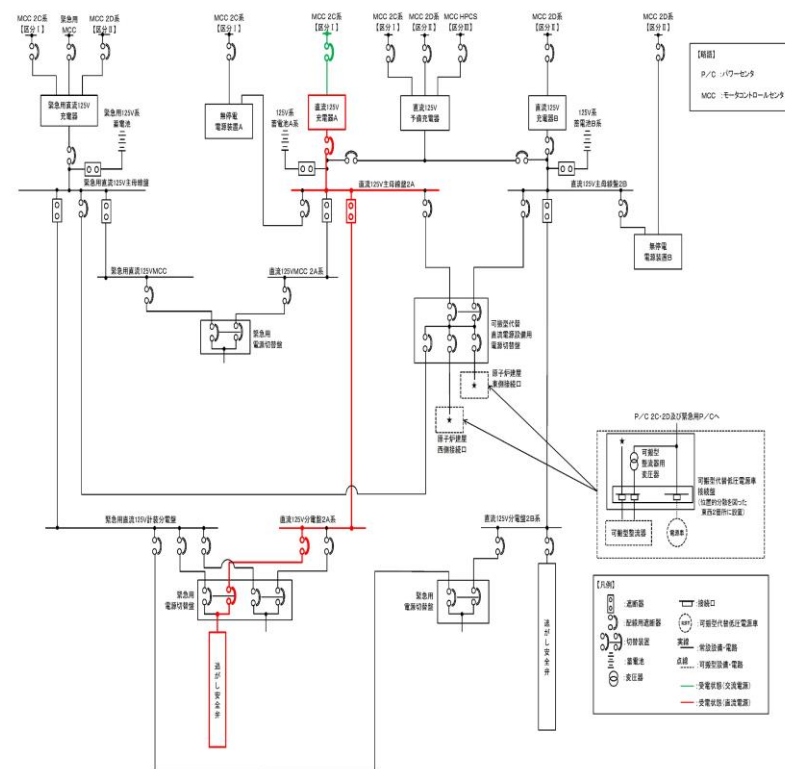 MCC 2C系
【区分Ⅰ】
緊急用
MCC
MCC 2D系
【区分Ⅱ】
MCC 2C系
【区分Ⅰ】
MCC 2C系
【区分Ⅰ】
MCC 2C系
【区分Ⅰ】
MCC 2D系
【区分Ⅱ】
MCC HPCS
【区分Ⅲ】
MCC 2D系
【区分Ⅱ】
MCC 2D系
【区分Ⅱ】
【略語】
P/C :パワーセンタ
MCC :モータコントロールセンタ
緊急用直流125V
充電器
緊急用125V系
蓄電池
無停電
電源装置A
直流125V
充電器A
125V系
蓄電池A系
直流125V
予備充電器
直流125V
充電器B
125V系
蓄電池B系
緊急用直流125V主母線盤
直流125V主母線盤2A
直流125V主母線盤2B
無停電
電源装置B
緊急用直流125VMCC
直流125VMCC 2A系
緊急用
電源切替盤
可搬型代替
直流電源設備用
電源切替盤
原子炉建屋
東側接続口
原子炉建屋
西側接続口
P/C 2C・2D及び緊急用P/Cへ
可搬型
整流器用
変圧器
可搬型代替低圧電源車
接続盤
(位置的分散を図った
東西2箇所に設置)
可搬型整流器
電源車
緊急用直流125V計装分電盤
直流125V分電盤2A系
直流125V分電盤2B系
緊急用
電源切替盤
緊急用
電源切替盤
逃がし安全弁
逃がし安全弁
【凡例】
:遮断器
:配線用遮断器
:切替装置
:蓄電池
:変圧器
:接続口
:可搬型代替低圧電源車
実線
:常設設備・電路
点線
:可搬型設備・電路
:受電状態(交流電源)
:受電状態(直流電源)